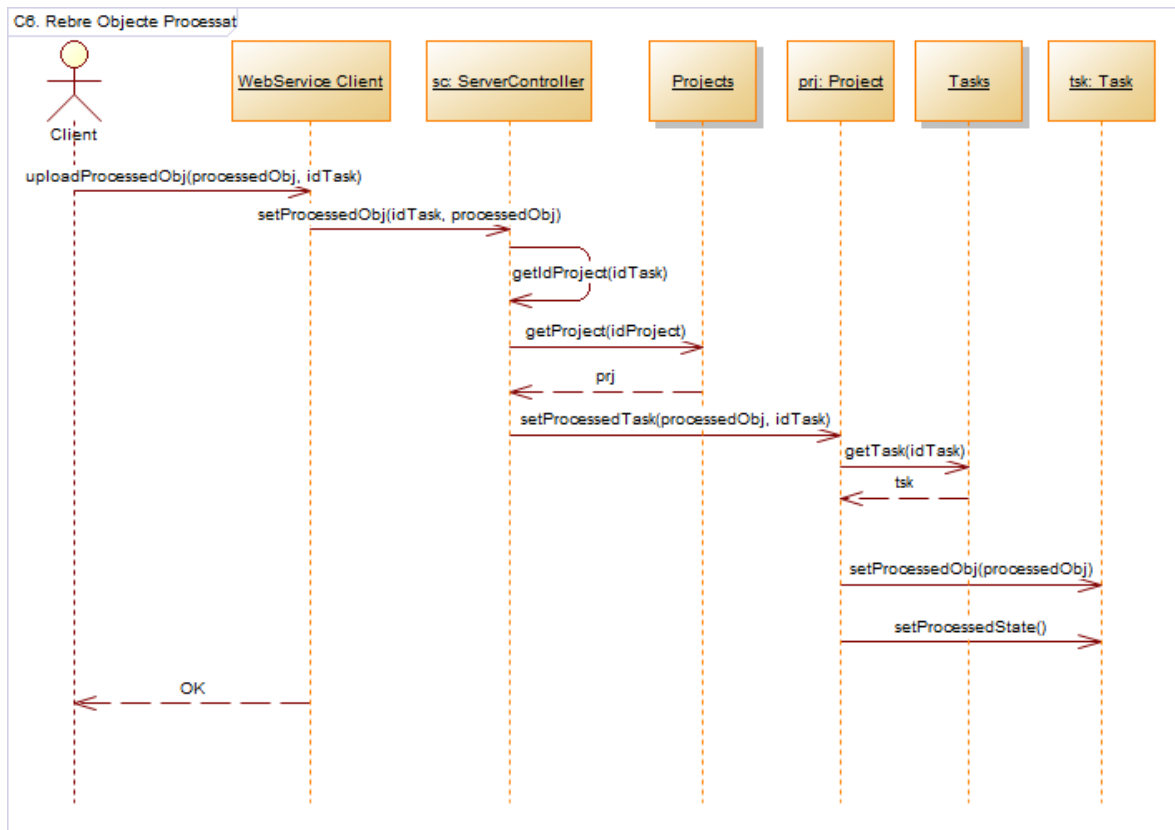 C6. Rebre Objecte Processat
WebService Client
sc: ServerController
Projects
prj: Project
Tasks
tsk: Task
Client
uploadProcessedObj(processedObj, idTask)
setProcessedObj(idTask, processedObj)
getIdProject(idTask)
getProject(idProject)
prj
setProcessedTask(processedObj, idTask)
getTask(idTask)
tsk
setProcessedObj(processedObj)
setProcessedState()
OK